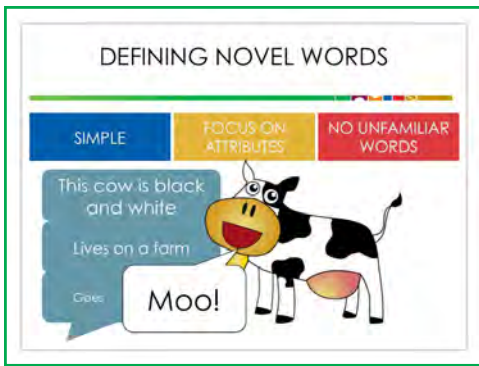 DEFINING NOVEL WORDS
SIMPLE
FOCUS ON
ATTRIBUTES
NO UNFAMILIAR
WORDS
This cow is black
and white
Lives on a farm
Goes
Moo!